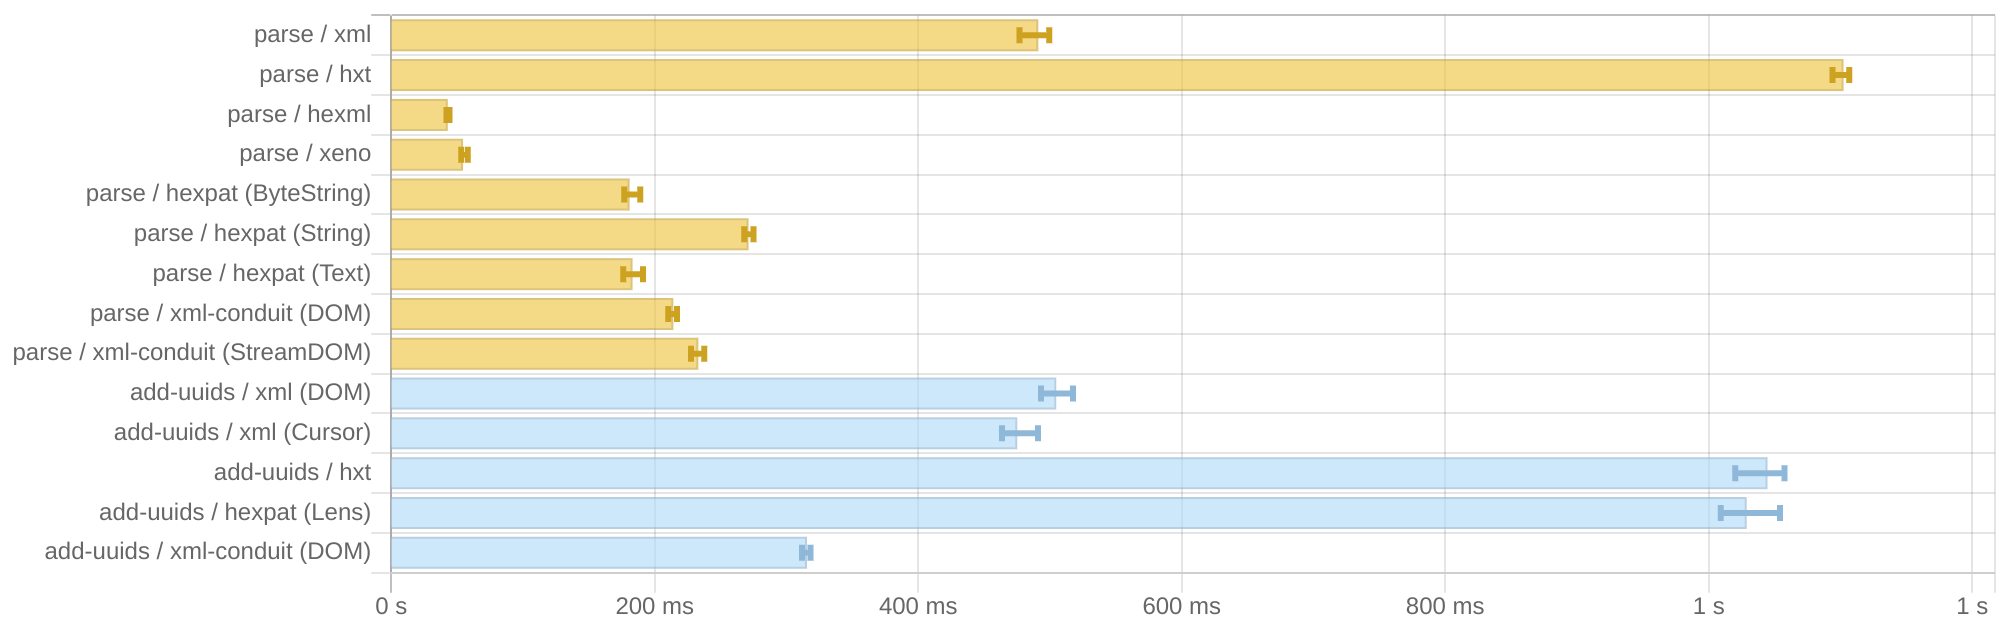 parse / xml
parse / hxt
parse / hexml
parse / xeno
parse / hexpat (ByteString)
parse / hexpat (String)
parse / hexpat (Text)
parse / xml-conduit (DOM)
parse / xml-conduit (StreamDOM)
add-uuids / xml (DOM)
add-uuids / xml (Cursor)
add-uuids / hxt
add-uuids / hexpat (Lens)
add-uuids / xml-conduit (DOM)
0 s 200 ms 400 ms 600 ms 800 ms 1 s 1 s